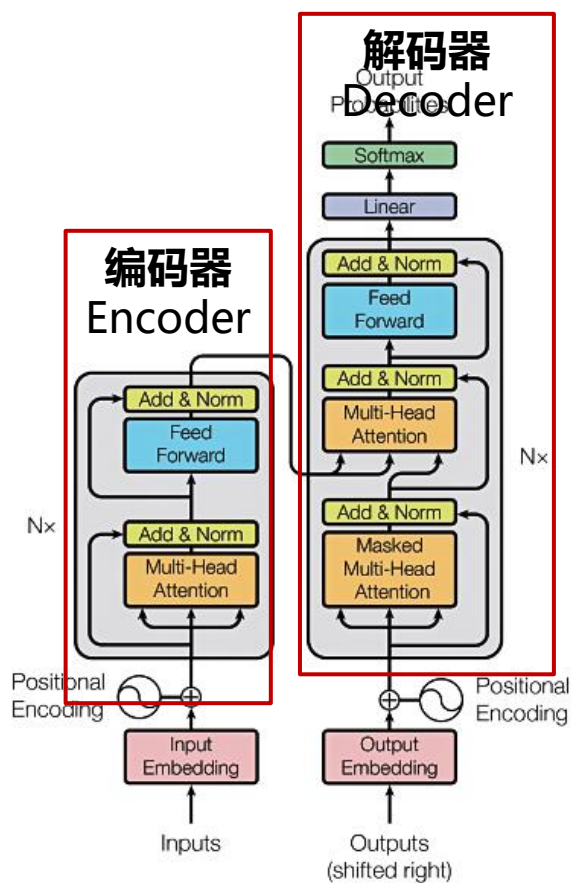 解码器
Decoder
Output
Probabilities
Softmax
Linear
Add & Norm
Feed
Forward
Add & Norm
Multi-Head
Attention
Nx
Add & Norm
Masked
Multi-Head
Attention
Positional
Encoding
Output
Embedding
Outputs
(shifted right)
编码器
Encoder
Add & Norm
Feed
Forward
Nx
Add & Norm
Multi-Head
Attention
Positional
Encoding
Input
Embedding
Inputs